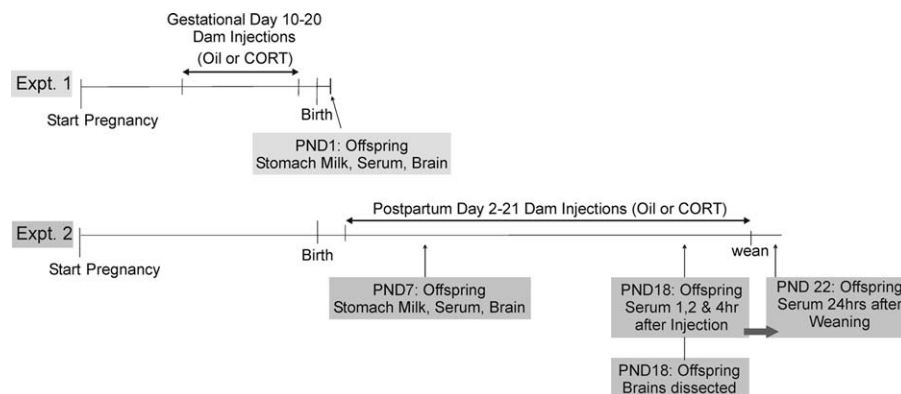 Gestational Day 10-20
Dam Injections
(Oil or CORT)
Expt. 1
Start Pregnancy
Birth
PND1: Offspring
Stomach Milk, Serum, Brain
Postpartum Day 2-21 Dam Injections (Oil or CORT)
Expt. 2
Start Pregnancy
Birth
wean
PND7: Offspring
Stomach Milk, Serum, Brain
PND18: Offspring
Serum 1,2 & 4hr
after Injection
PND 22: Offspring
Serum 24hrs after
Weaning
PND18: Offspring
Brains dissected